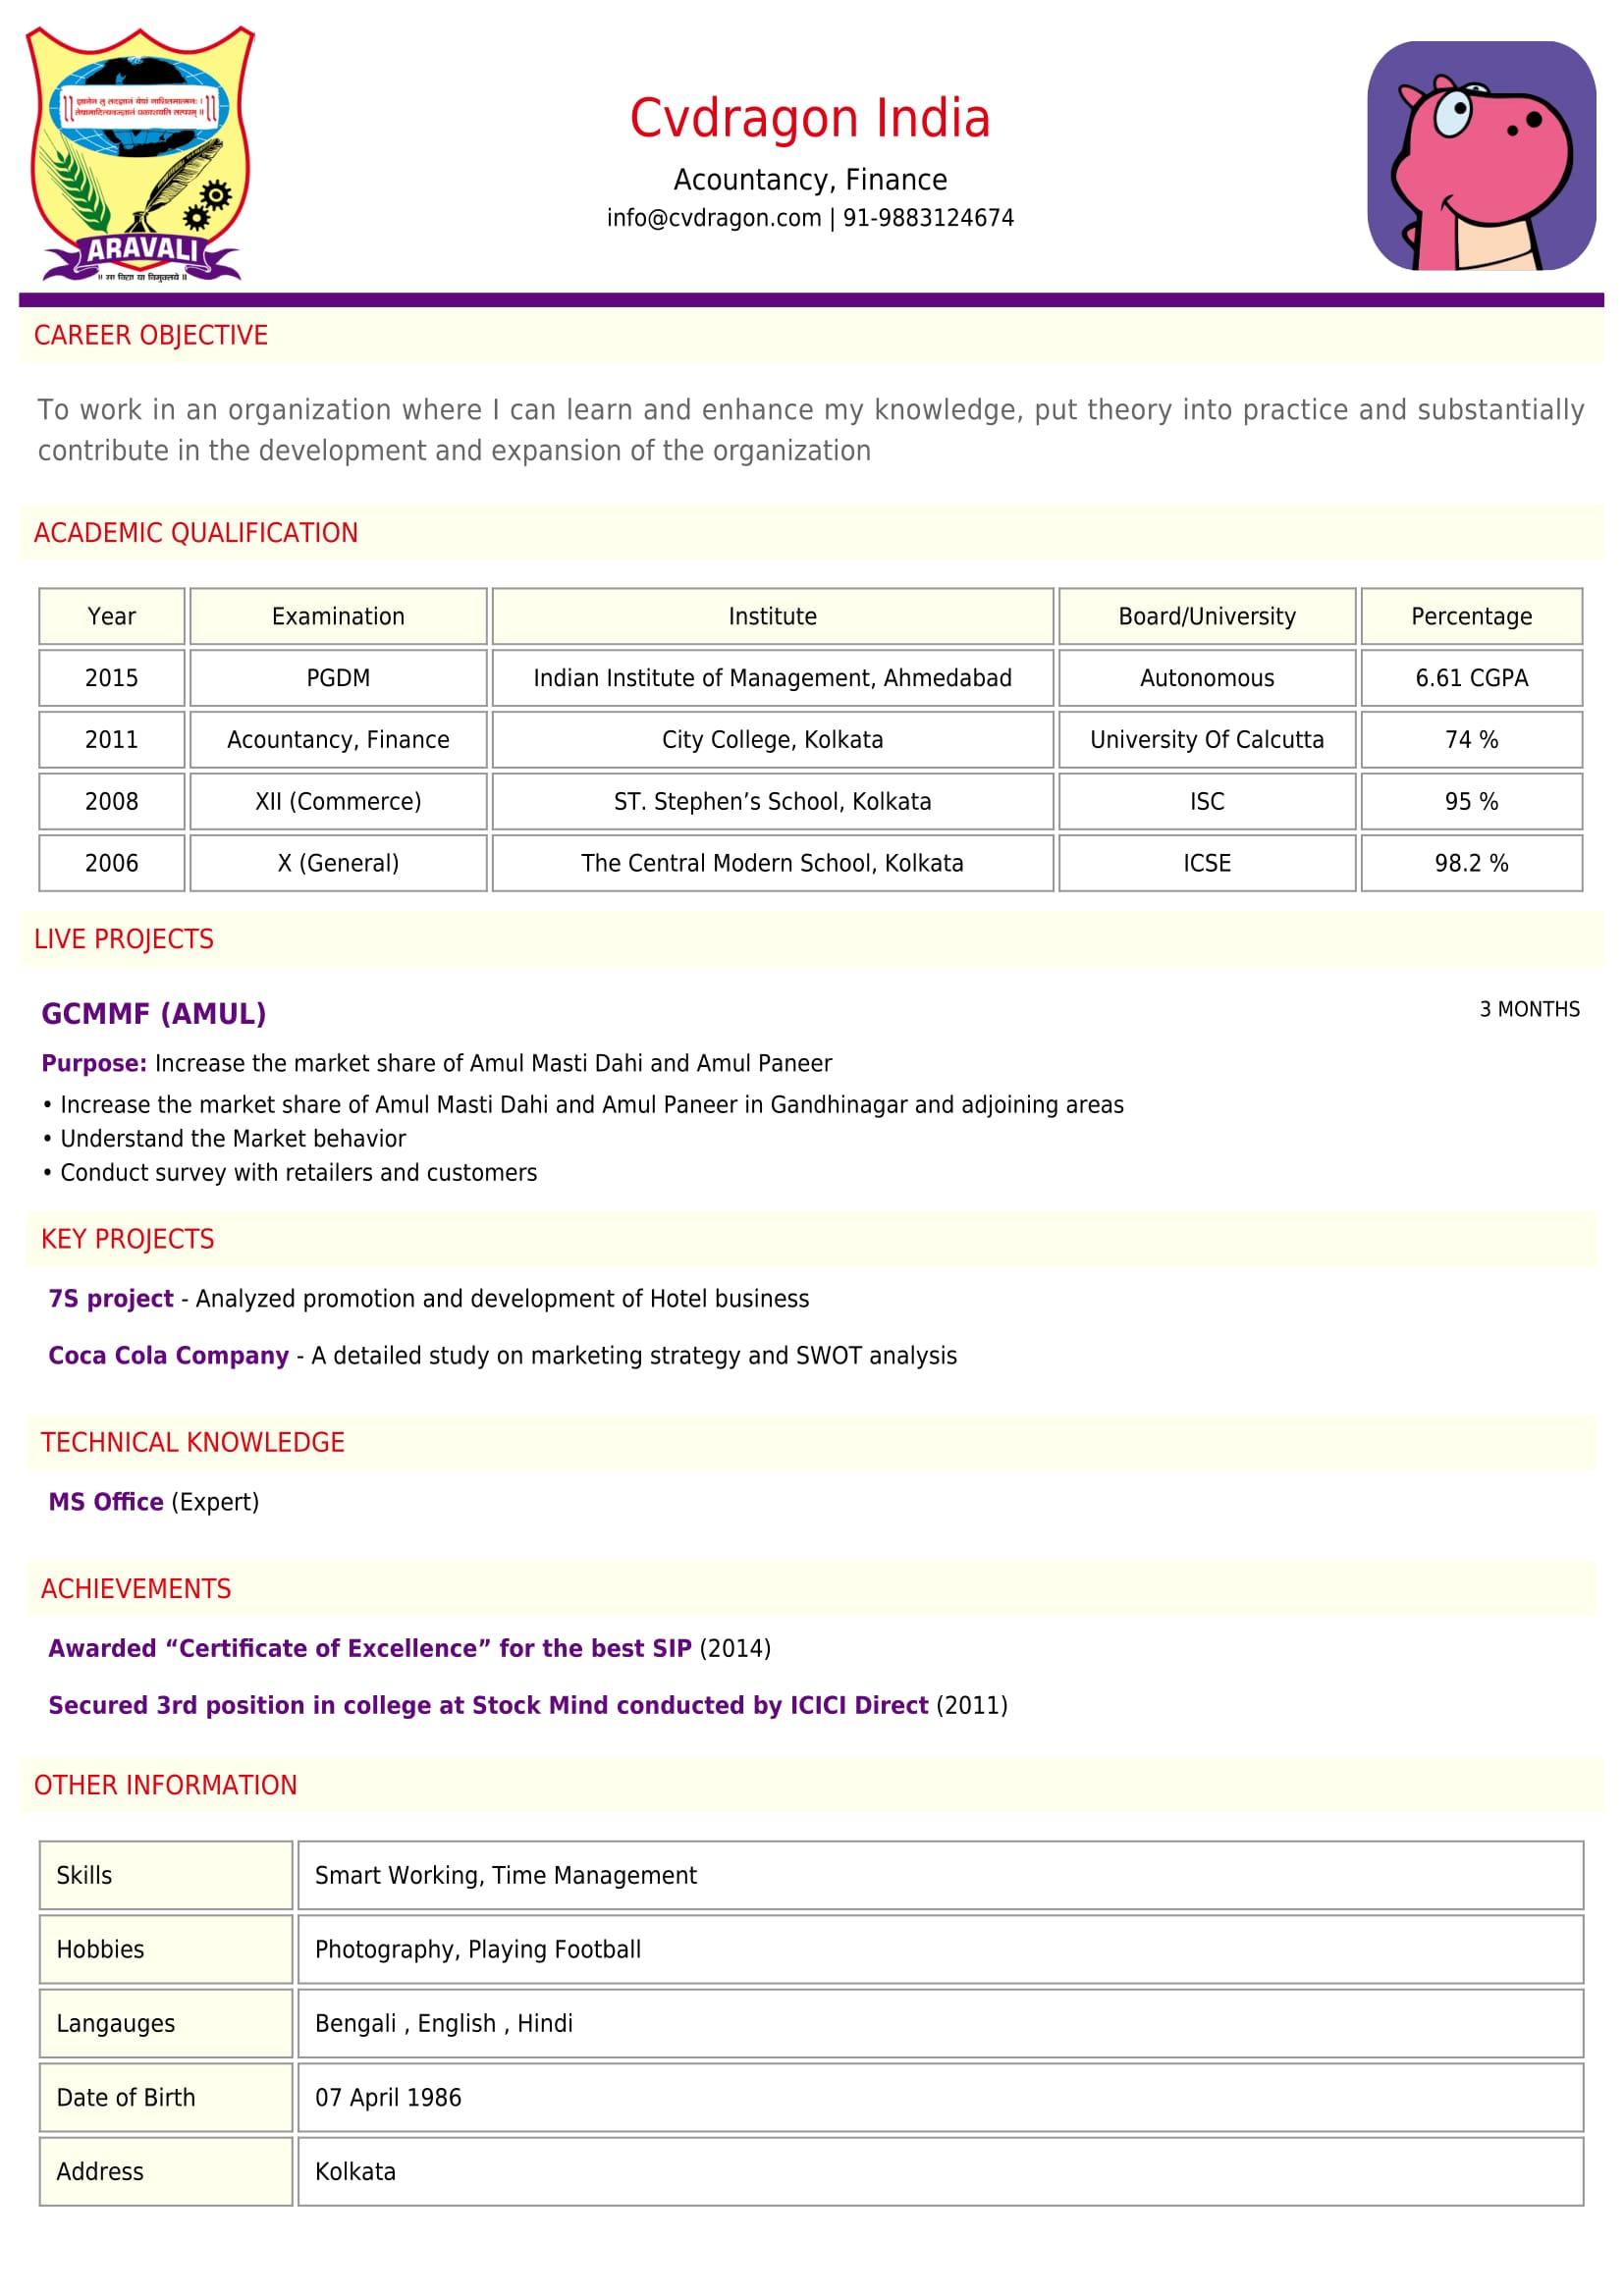 ARAVALI
Cvdragon India
Acountancy, Finance
info@cvdragon.com | 91-9883124674
CAREER OBJECTIVE
To work in an organization where I can learn and enhance my knowledge, put theory into practice and substantially
contribute in the development and expansion of the organization
ACADEMIC QUALIFICATION
Year Examination Institute Board/University Percentage
2015 PGDM Indian Institute of Management, Ahmedabad Autonomous 6.61 CGPA
2011 Acountancy, Finance City College, Kolkata University Of Calcutta 74 %
2008 XII (Commerce) ST. Stephen’s School, Kolkata ISC 95 %
2006 X (General) The Central Modern School, Kolkata ICSE 98.2 %
LIVE PROJECTS
GCMMF (AMUL) 3 MONTHS
Purpose: Increase the market share of Amul Masti Dahi and Amul Paneer
• Increase the market share of Amul Masti Dahi and Amul Paneer in Gandhinagar and adjoining areas
• Understand the Market behavior
• Conduct survey with retailers and customers
KEY PROJECTS
7S project - Analyzed promotion and development of Hotel business
Coca Cola Company - A detailed study on marketing strategy and SWOT analysis
TECHNICAL KNOWLEDGE
MS Office (Expert)
ACHIEVEMENTS
Awarded “Certificate of Excellence” for the best SIP (2014)
Secured 3rd position in college at Stock Mind conducted by ICICI Direct (2011)
OTHER INFORMATION
Skills Smart Working, Time Management
Hobbies Photography, Playing Football
Langauges Bengali , English , Hindi
Date of Birth 07 April 1986
Address Kolkata